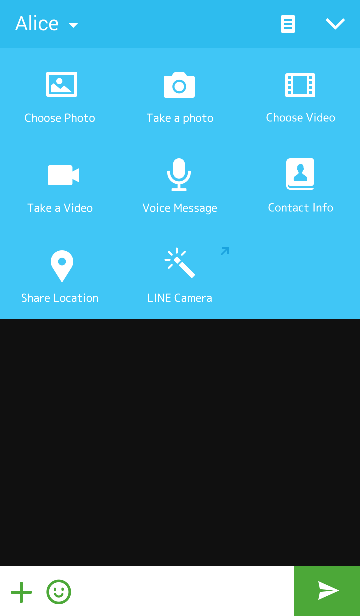 Alice
Choose Photo
Take a photo
Choose Video
Take a Video
Voice Message
Contact Info
Share Location
LINE Camera